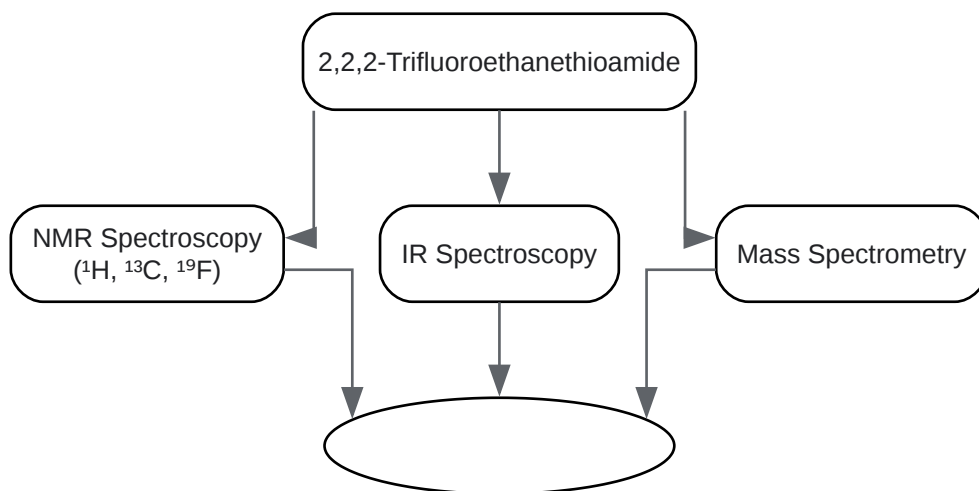 2,2,2-Trifluoroethanethioamide
NMR Spectroscopy
(¹H, ¹³C, ¹⁹F)
IR Spectroscopy
Mass Spectrometry